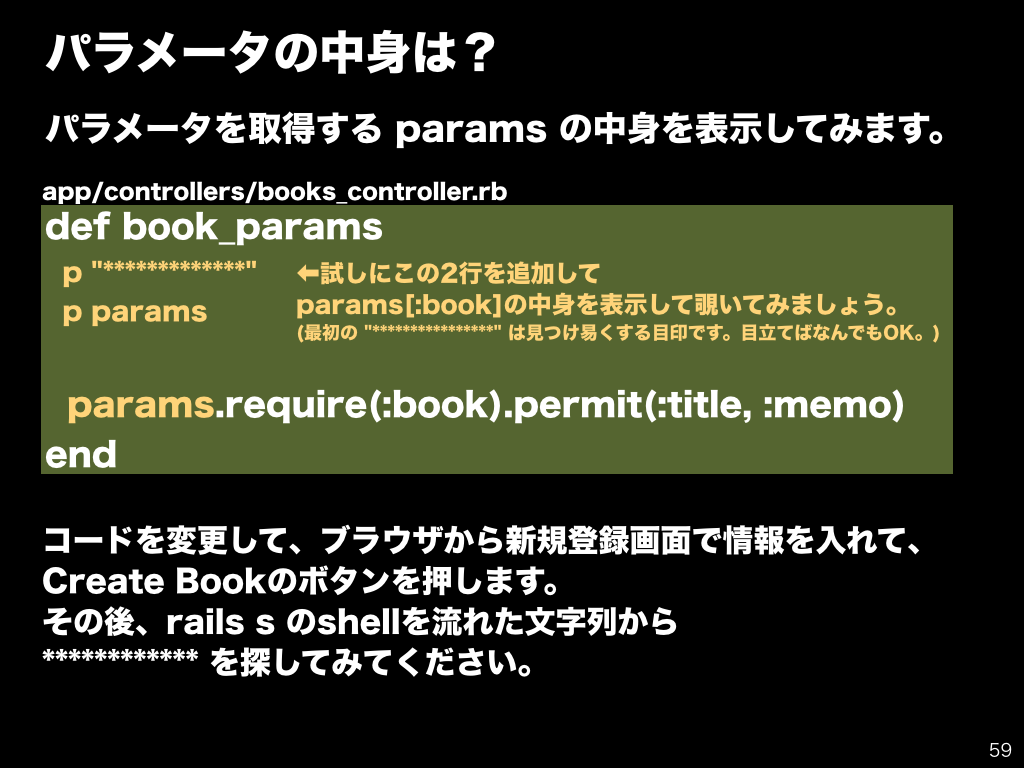 パラメータの中身は？
パラメータを取得する params の中身を表示してみます。
app/controllers/books_controller.rb
def book_params
p "*************"
←試しにこの2行を追加して
p params
params[:book]の中身を表示して覗いてみましょう。
(最初の "****************" は見つけ易くする目印です。目立てばなんでもOK。)
params.require(:book).permit(:title, :memo)
end
コードを変更して、ブラウザから新規登録画面で情報を入れて、
Create Bookのボタンを押します。
その後、rails s のshellを流れた文字列から
************ を探してみてください。
59